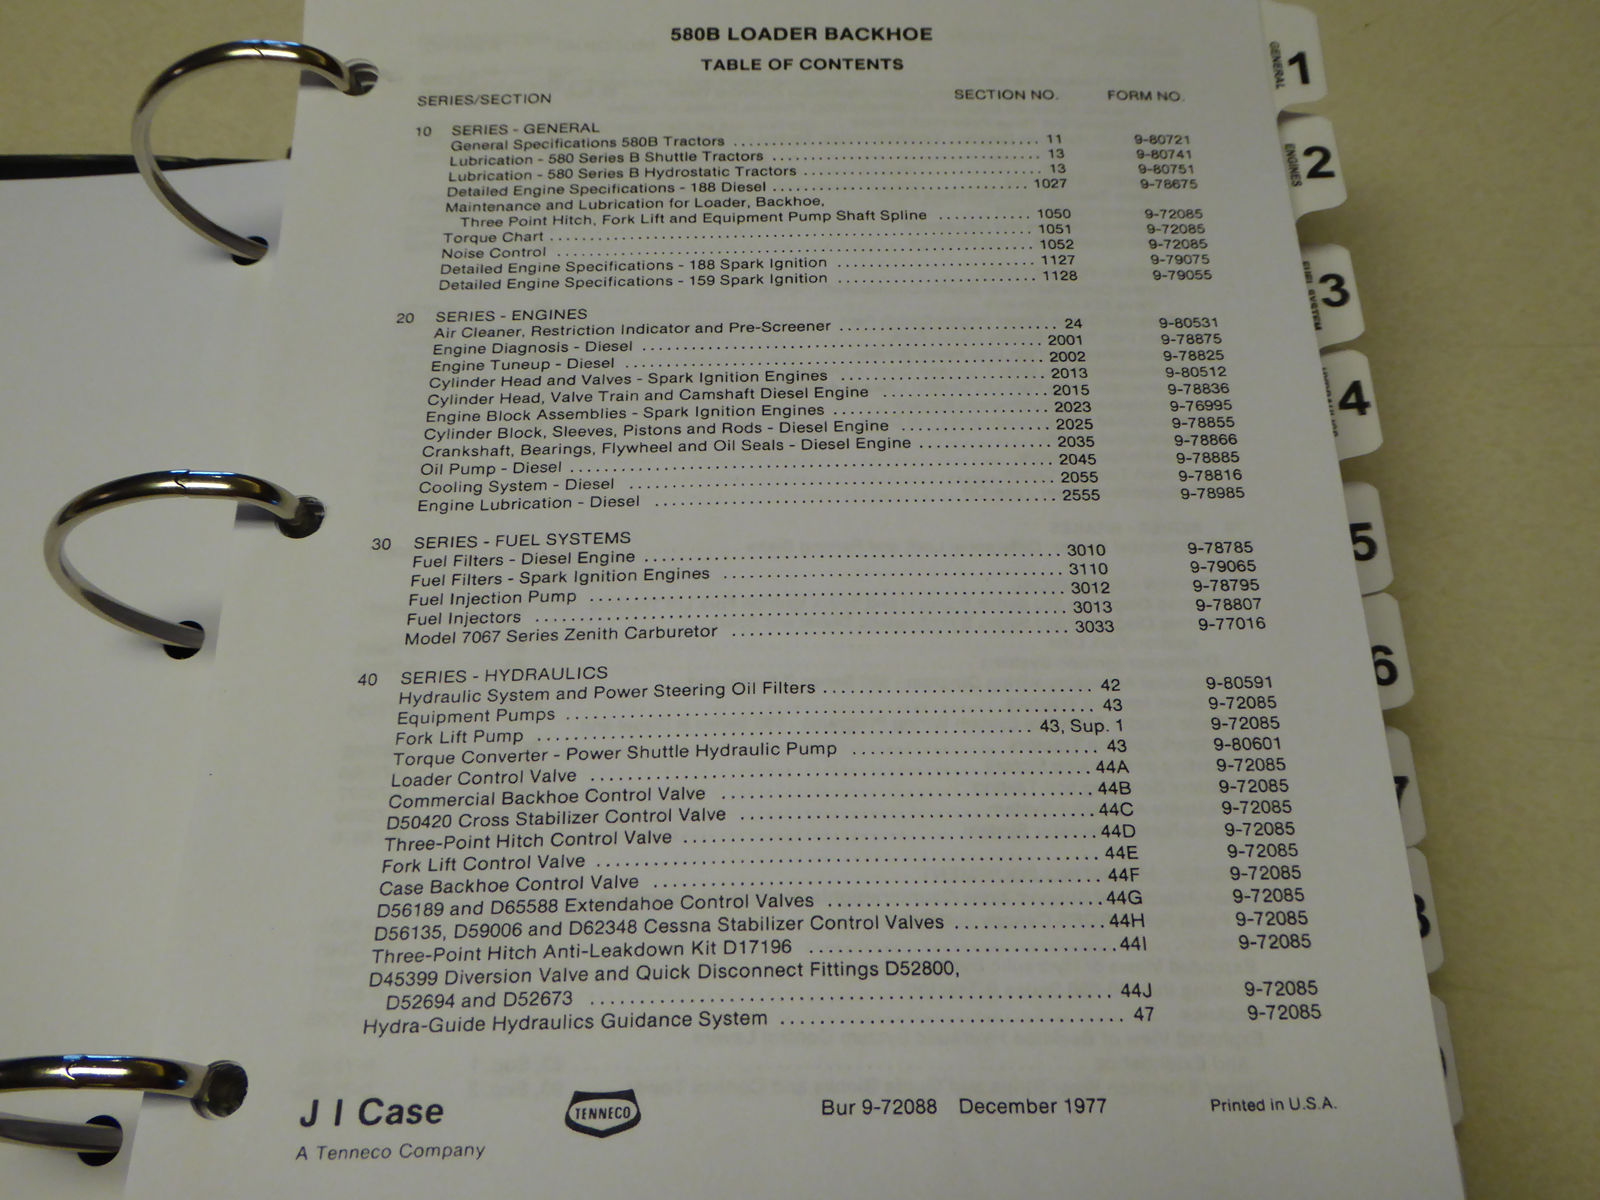 580B LOADER BACKHOE
TABLE OF CONTENTS
SERIES/SECTION SECTION NO. FORM NO.
10 SERIES - GENERAL
General Specifications 580B Tractors 11 9-80721
Lubrication - 580 Series B Shuttle Tractors 13 9-80741
Lubrication - 580 Series B Hydrostatic Tractors 13 9-80751
Detailed Engine Specifications - 188 Diesel 1027 9-78675
Maintenance and Lubrication for Loader, Backhoe,
Three Point Hitch, Fork Lift and Equipment Pump Shaft Spline 1050 9-72085
Torque Chart 1051 9-72085
Noise Control 1052 9-72085
Detailed Engine Specifications - 188 Spark Ignition 1127 9-79075
Detailed Engine Specifications - 159 Spark Ignition 1128 9-79055
20 SERIES - ENGINES
Air Cleaner, Restriction Indicator and Pre-Screener 24 9-80531
Engine Diagnosis - Diesel 2001 9-78875
Engine Tuneup - Diesel 2002 9-78825
Cylinder Head and Valves - Spark Ignition Engines 2013 9-80512
Cylinder Head, Valve Train and Camshaft Diesel Engine 2015 9-78836
Engine Block Assemblies - Spark Ignition Engines 2023 9-76995
Cylinder Block, Sleeves, Pistons and Rods - Diesel Engine 2025 9-78855
Crankshaft, Bearings, Flywheel and Oil Seals - Diesel Engine 2035 9-78866
Oil Pump - Diesel 2045 9-78885
Cooling System - Diesel 2055 9-78816
Engine Lubrication - Diesel 2555 9-78985
30 SERIES - FUEL SYSTEMS
Fuel Filters - Diesel Engine 3010 9-78785
Fuel Filters - Spark Ignition Engines 3110 9-79065
Fuel Injection Pump 3012 9-78795
Fuel Injectors 3013 9-78807
Model 7067 Series Zenith Carburetor 3033 9-77016
40 SERIES - HYDRAULICS
Hydraulic System and Power Steering Oil Filters 42 9-80591
Equipment Pumps 43 9-72085
Fork Lift Pump 43, Sup. 1 9-72085
Torque Converter - Power Shuttle Hydraulic Pump 43 9-80601
Loader Control Valve 44A 9-72085
Commercial Backhoe Control Valve 44B 9-72085
D50420 Cross Stabilizer Control Valve 44C 9-72085
Three-Point Hitch Control Valve 44D 9-72085
Fork Lift Control Valve 44E 9-72085
Case Backhoe Control Valve 44F 9-72085
D56189 and D65588 Extendahoe Control Valves 44G 9-72085
D56135, D59006 and D62348 Cessna Stabilizer Control Valves 44H 9-72085
Three-Point Hitch Anti-Leakdown Kit D17196 44I 9-72085
D45399 Diversion Valve and Quick Disconnect Fittings D52800,
D52694 and D52673 44J 9-72085
Hydra-Guide Hydraulics Guidance System 47 9-72085
J I Case
A Tenneco Company
TENNECO
Bur 9-72088 December 1977
Printed in U.S.A.
1 GENERAL
2 ENGINES
3 FUEL SYSTEM
4
5
6
7